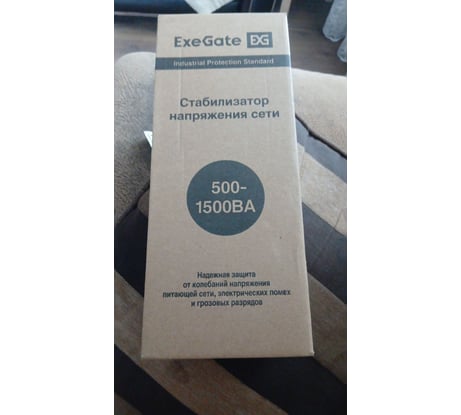 ExeGate EG
Industrial Protection Standard
Стабилизатор
напряжения сети
500-
1500ВА
Надежная защита
от колебаний напряжения
питающей сети, электрических помех
и грозовых разрядов